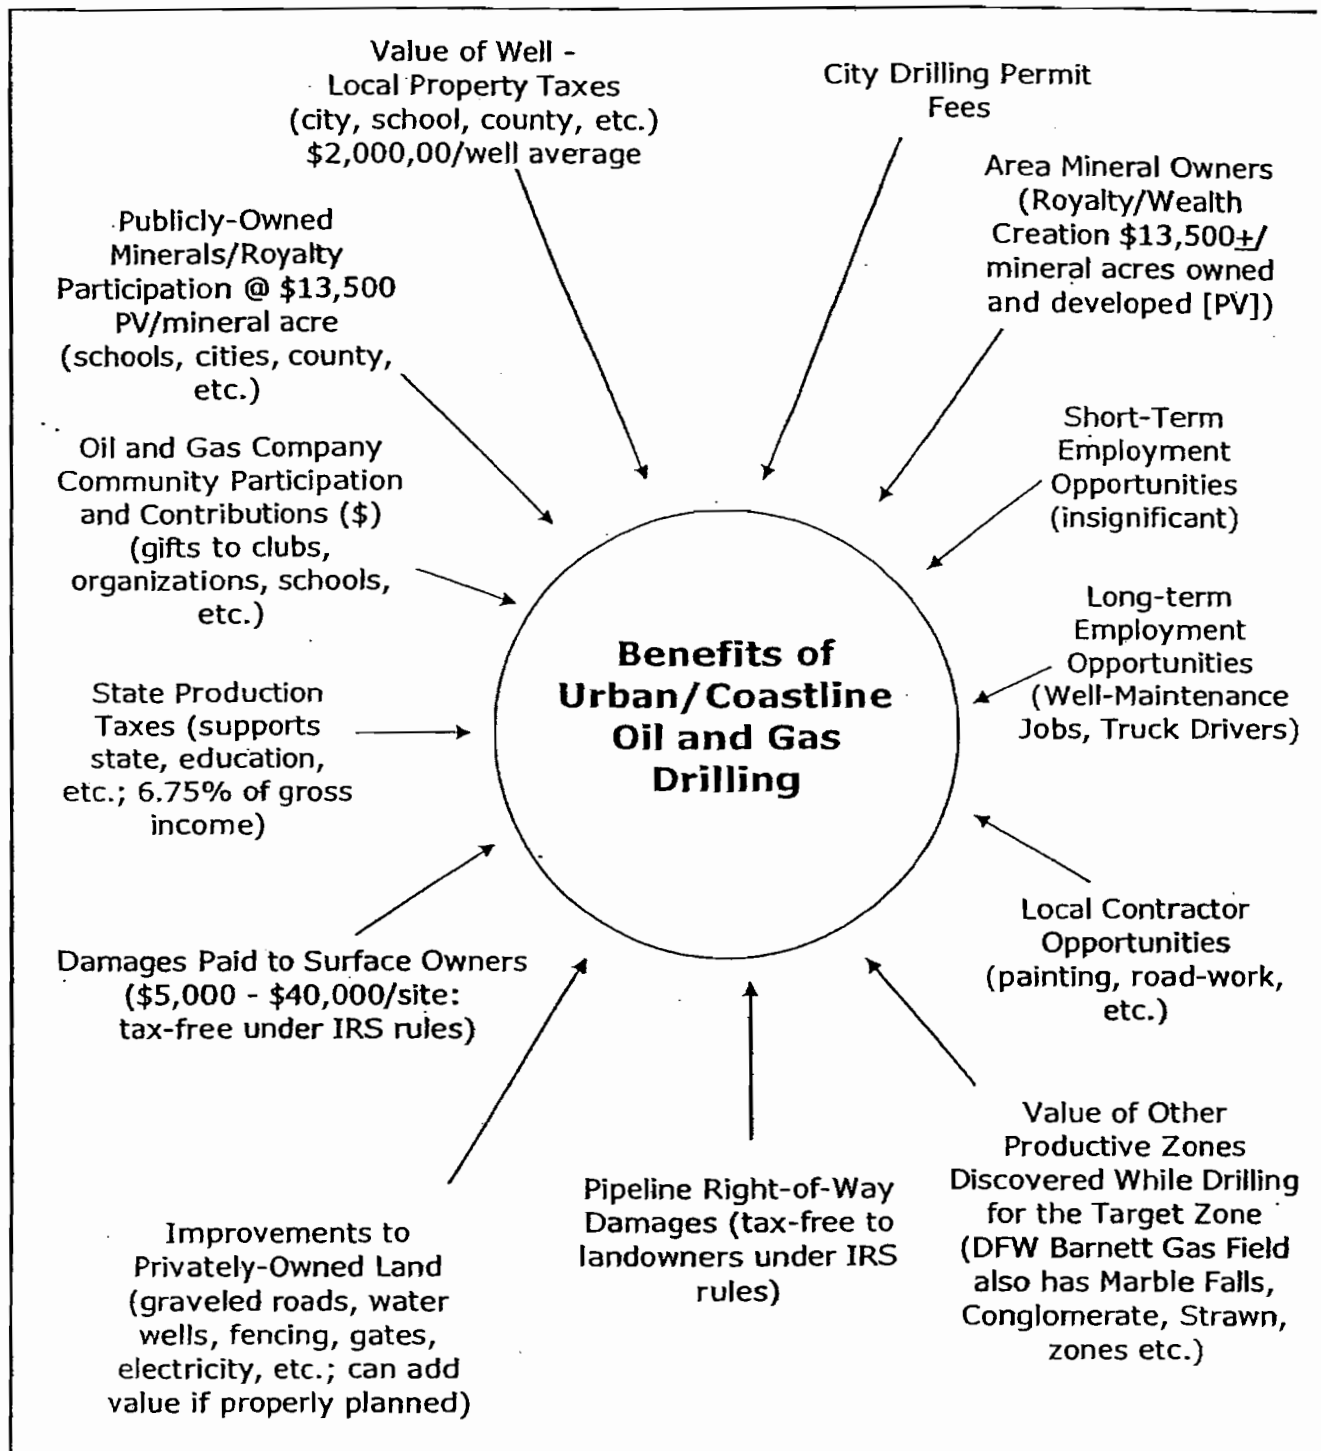 Value of Well -
Local Property Taxes
(city, school, county, etc.)
$2,000,00/well average
City Drilling Permit
Fees
Area Mineral Owners
(Royalty/Wealth
Creation $13,500±/
mineral acres owned
and developed [PV])
Publicly-Owned
Minerals/Royalty
Participation @ $13,500
PV/mineral acre
(schools, cities, county,
etc.)
Short-Term
Employment
Opportunities
(insignificant)
Oil and Gas Company
Community Participation
and Contributions ($)
(gifts to clubs,
organizations, schools,
etc.)
Long-term
Employment
Opportunities
(Well-Maintenance
Jobs, Truck Drivers)
Benefits of
Urban/Coastline
Oil and Gas
Drilling
State Production
Taxes (supports
state, education,
etc.; 6.75% of gross
income)
Local Contractor
Opportunities
(painting, road-work,
etc.)
Damages Paid to Surface Owners
($5,000 - $40,000/site:
tax-free under IRS rules)
Value of Other
Productive Zones
Discovered While Drilling
for the Target Zone
(DFW Barnett Gas Field
also has Marble Falls,
Conglomerate, Strawn,
zones etc.)
Pipeline Right-of-Way
Damages (tax-free to
landowners under IRS
rules)
Improvements to
Privately-Owned Land
(graveled roads, water
wells, fencing, gates,
electricity, etc.; can add
value if properly planned)